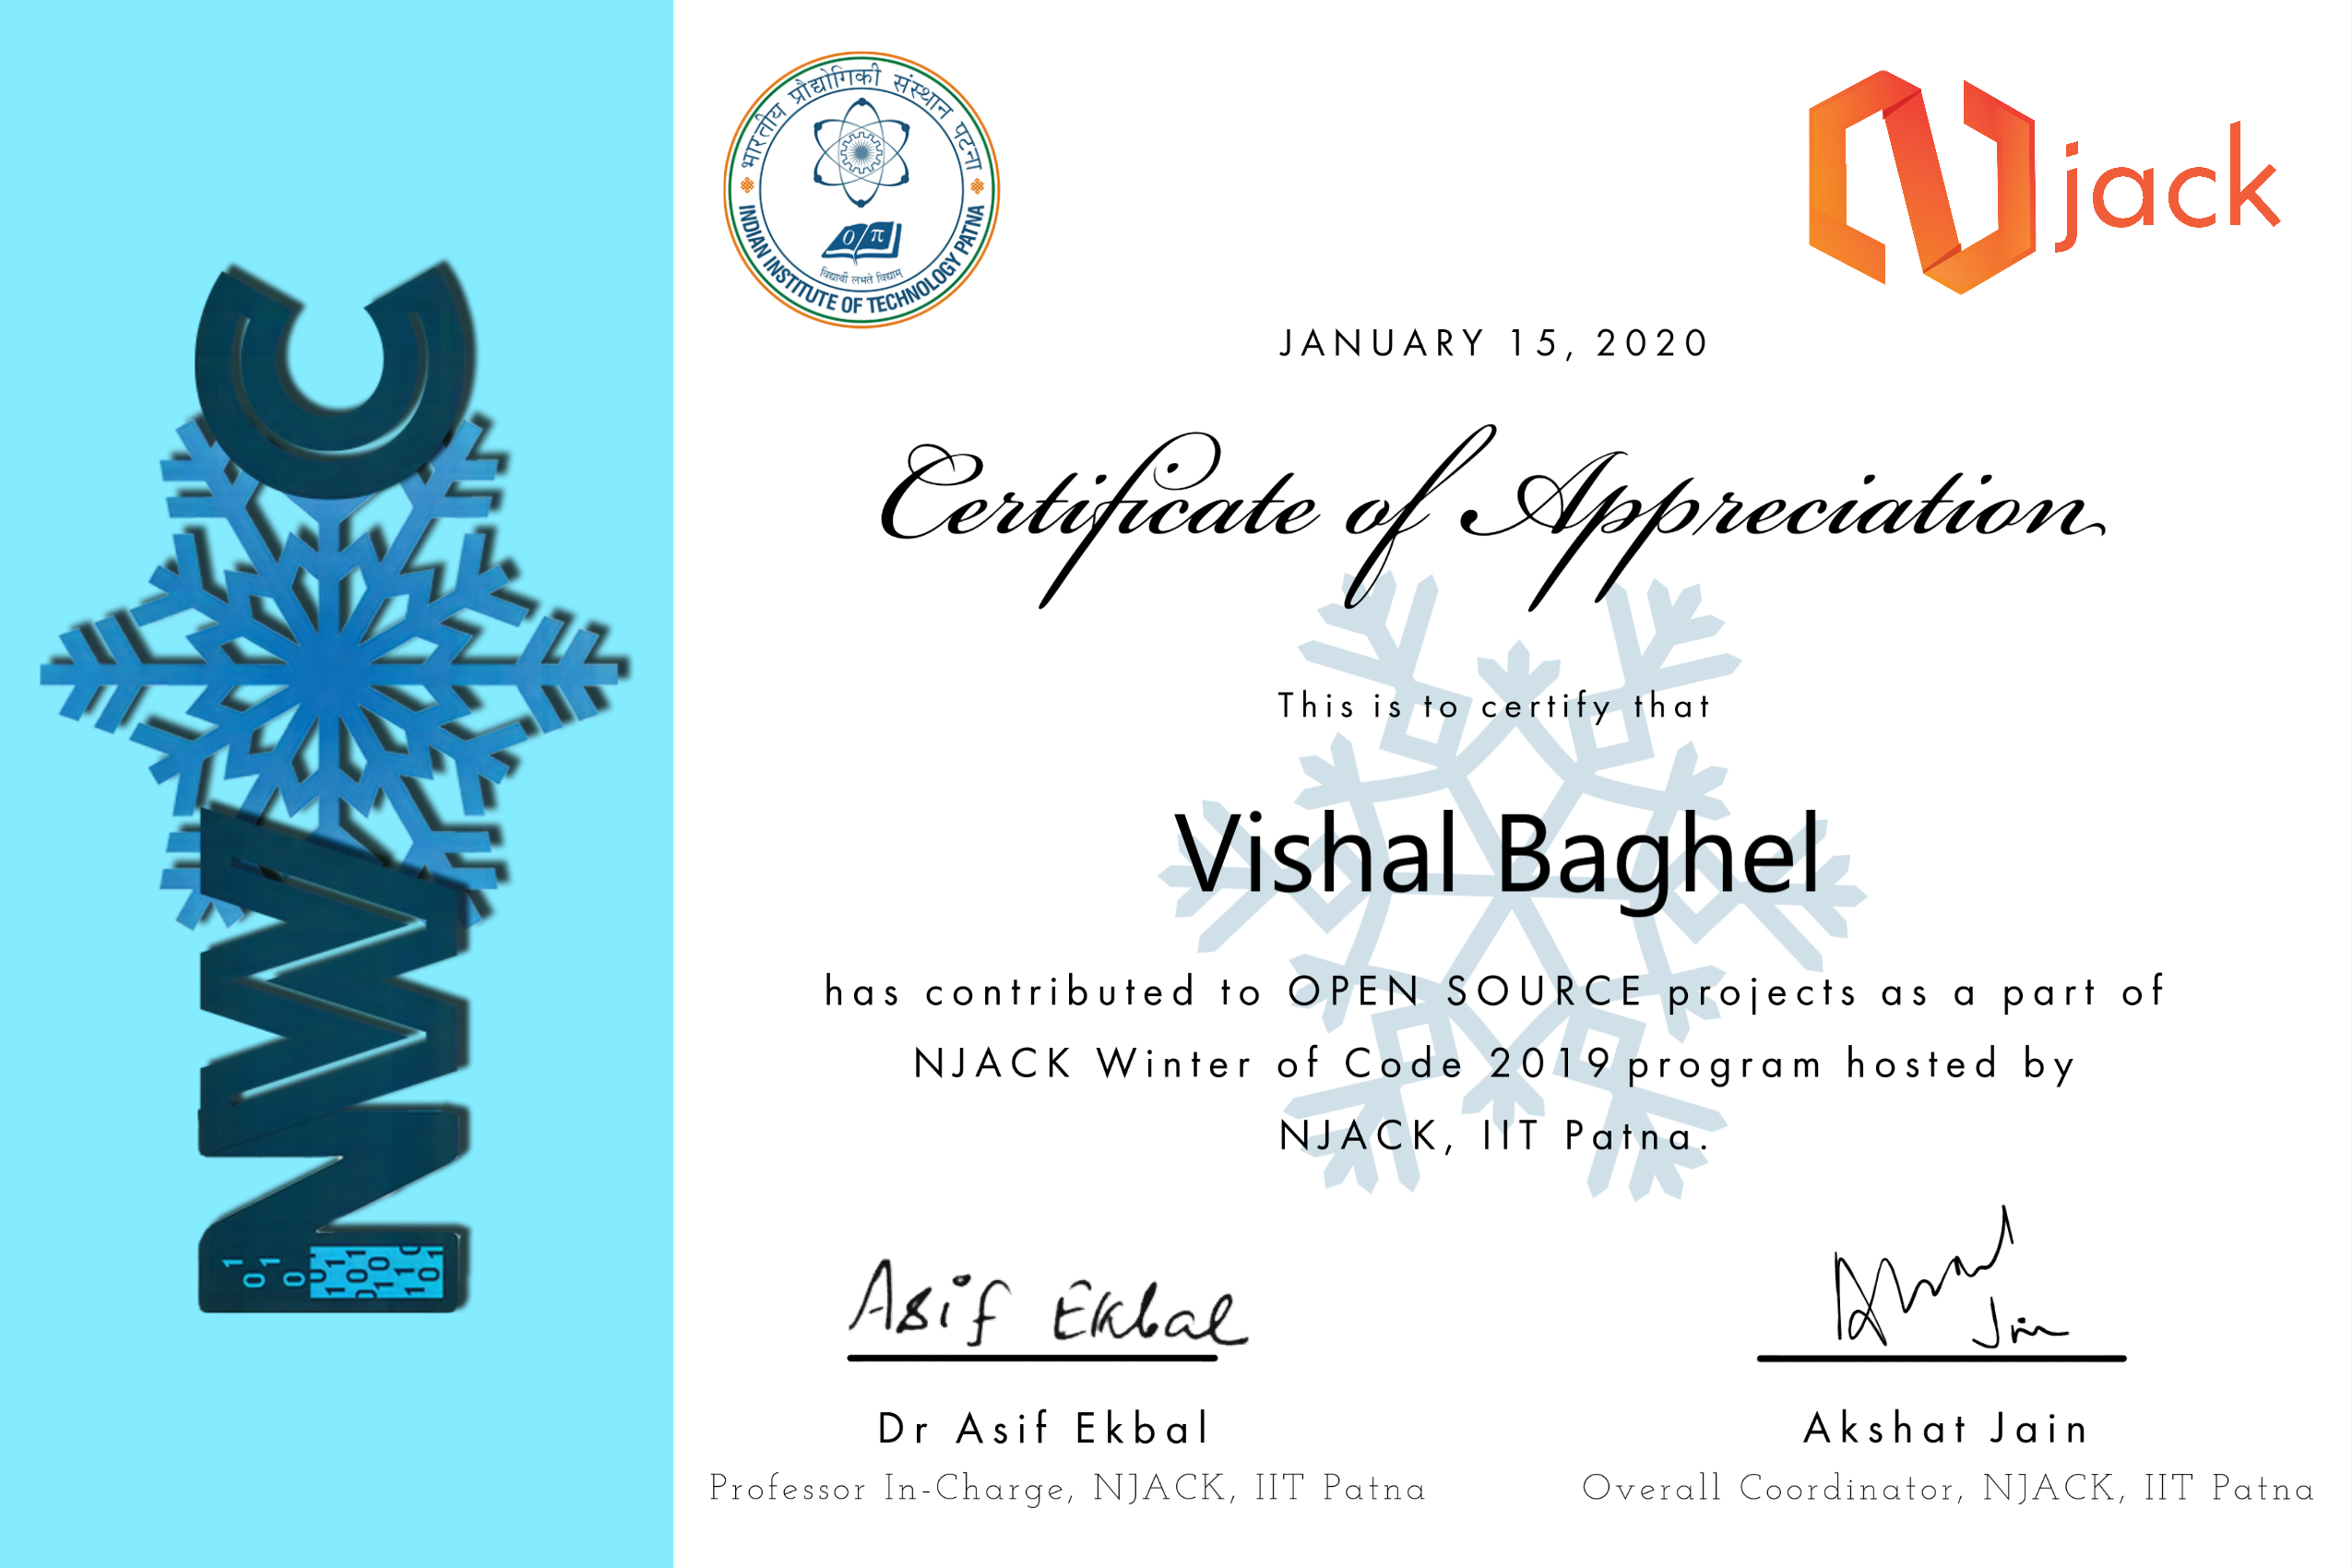 NWC
भारतीय प्रौद्योगिकी संस्थान पटना
०/π
विद्यार्थी लभते विद्याम्
INDIAN INSTITUTE OF TECHNOLOGY PATNA
Njack
JANUARY 15, 2020
Certificate of Appreciation
This is to certify that
Vishal Baghel
has contributed to OPEN SOURCE projects as a part of
NJACK Winter of Code 2019 program hosted by
NJACK, IIT Patna.
Asif Ekbal
Jain
Dr Asif Ekbal
Akshat Jain
Professor In-Charge, NJACK, IIT Patna
Overall Coordinator, NJACK, IIT Patna